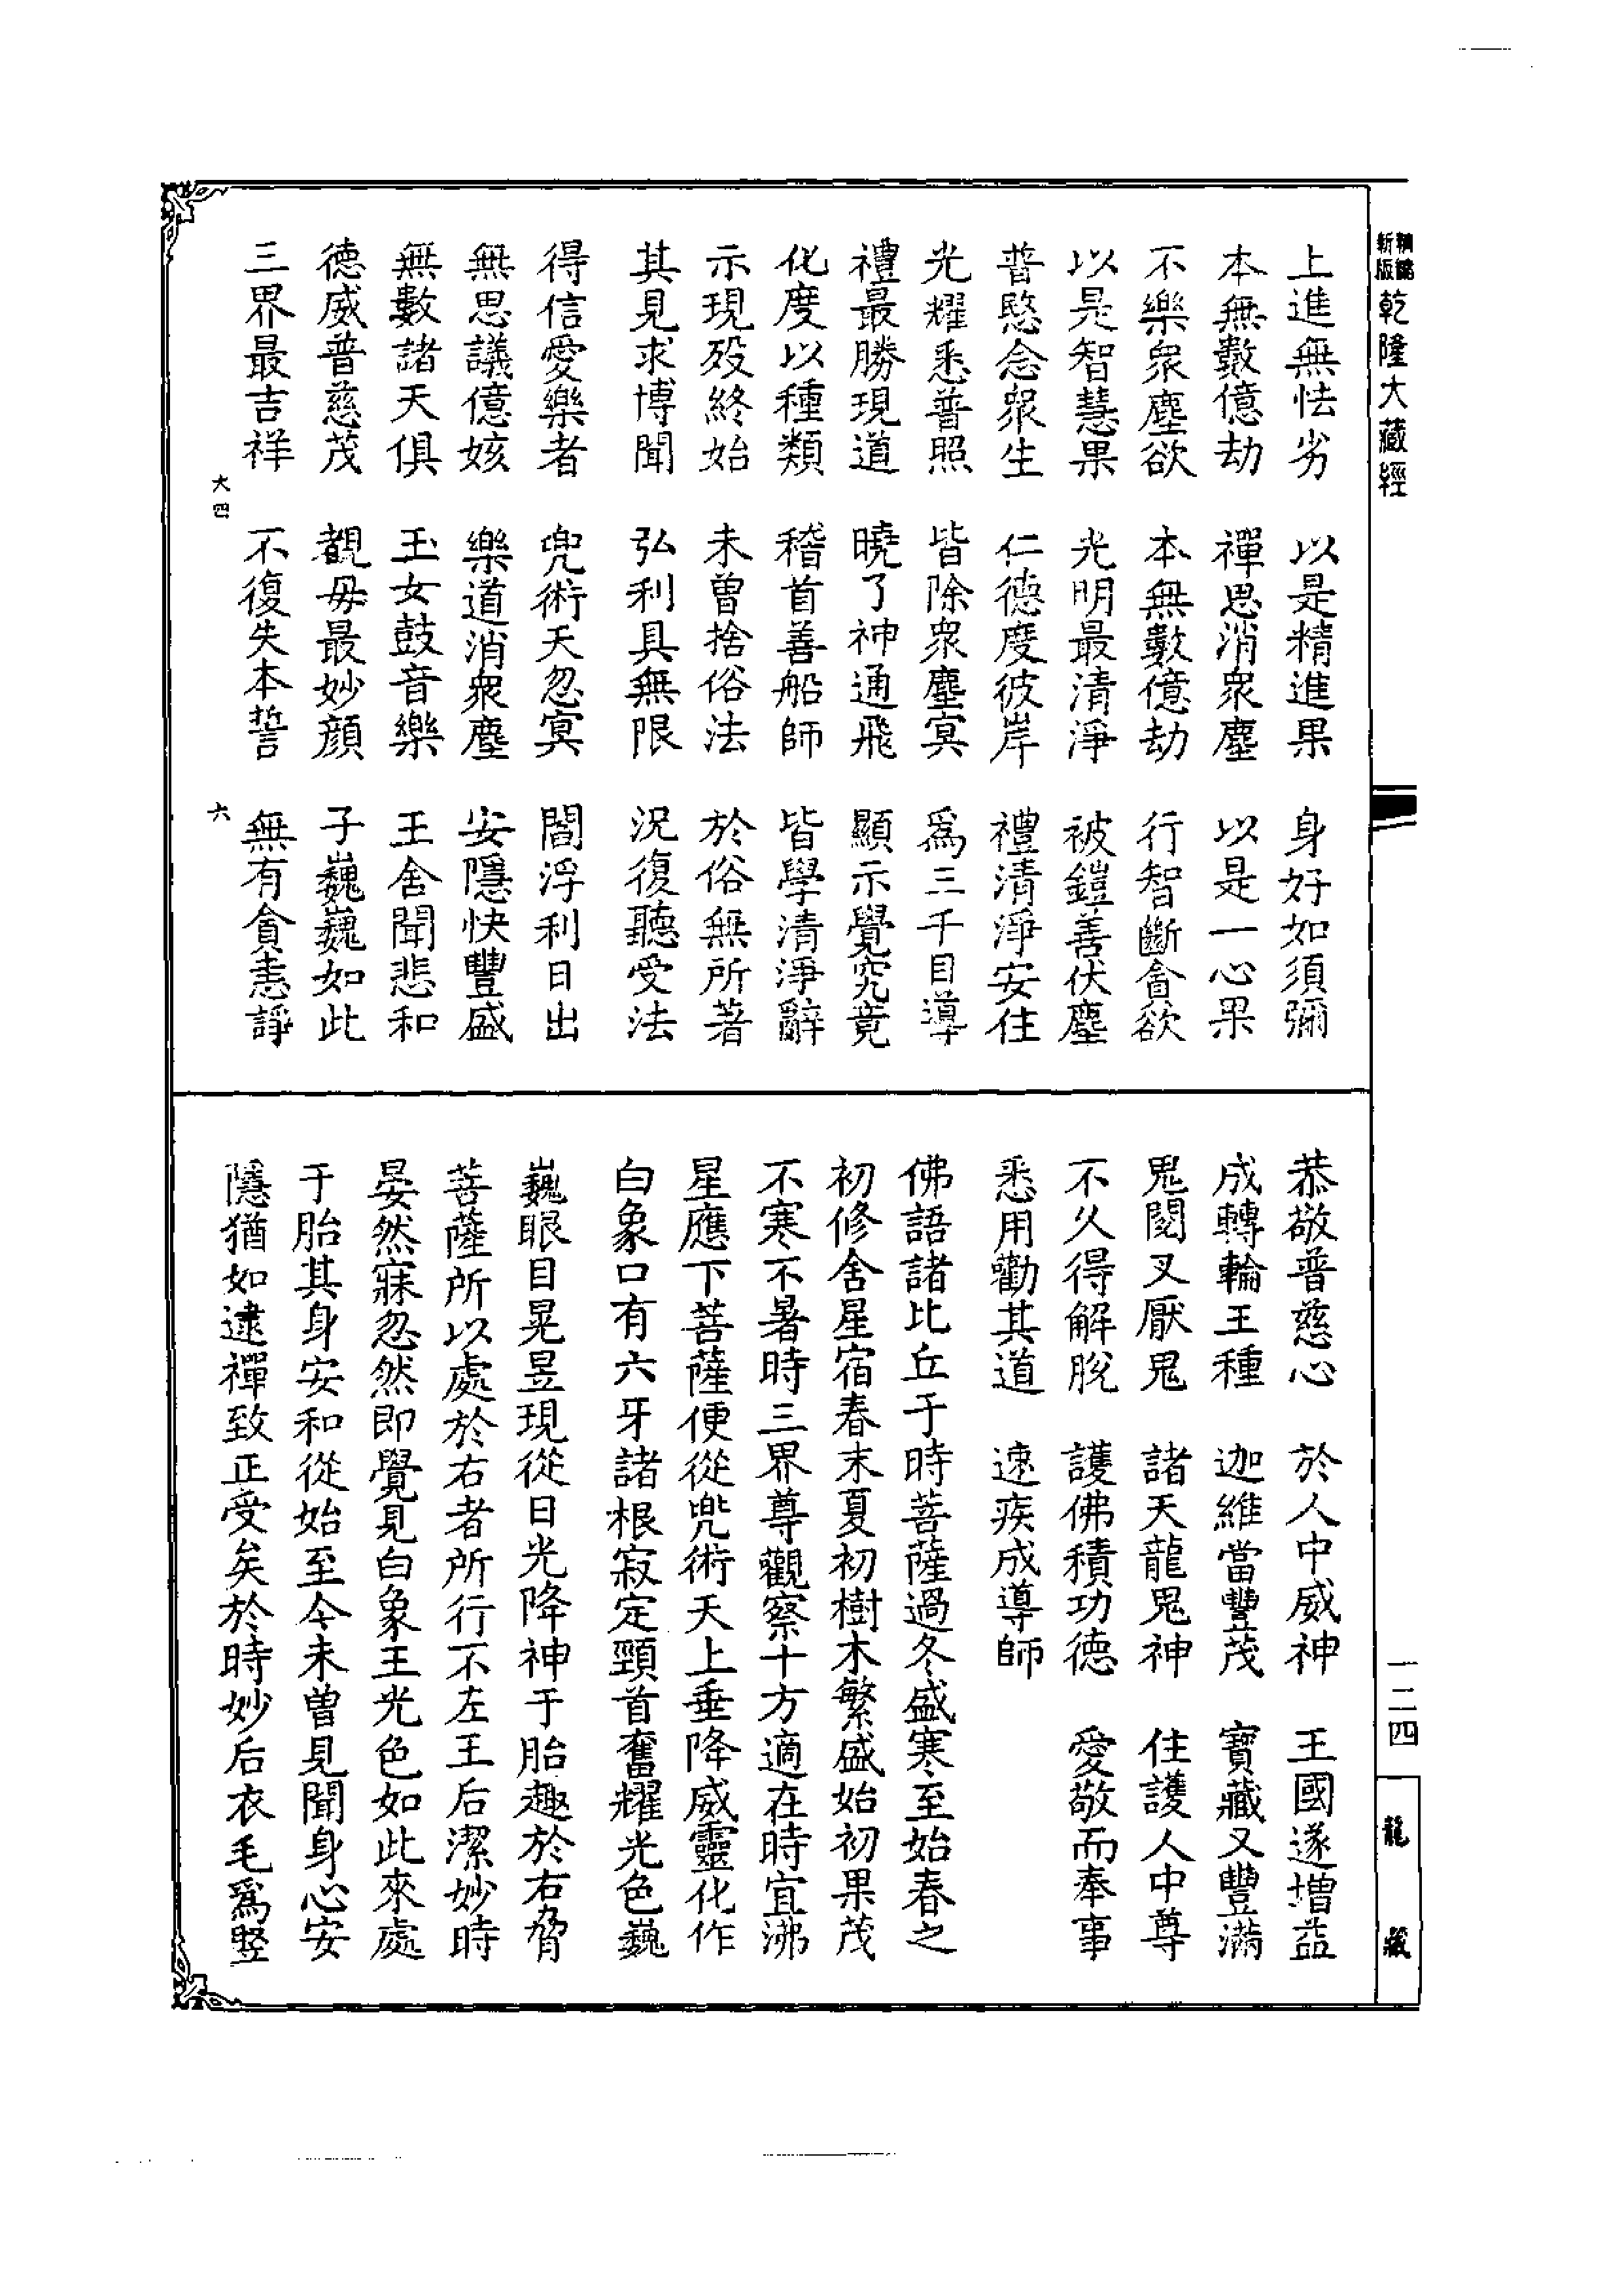 新版
精縮
乾隆大藏經
上進無怯劣　以是精進果　身好如須彌
本無數億劫　禪思消衆塵　以是一心果
不樂衆塵欲　本無數億劫　行智斷會欲
以是智慧果　光明最清淨　被鎧善伏塵
普愍念衆生　仁德度彼岸　禮清淨安住
光耀悉普照　皆除衆塵冥　爲三千目導
禮最勝現道　曉了神通飛　顯示覺究竟
化度以種類　稽首善船師　皆學清淨辭
示現歿終始　未曾捨俗法　於俗無所著
其見求博聞　弘利具無限　況復聽受法
得信愛樂者　兜術天忽冥　閻浮利日出
無思議億姟　樂道消衆塵　安隱快豐盛
無數諸天俱　玉女鼓音樂　王舍聞悲和
德威普慈茂　覩母最妙顏　子巍巍如此
三界最吉祥　不復失本誓　無有貪恚諍
大四　六
恭敬普慈心　於人中威神　王國遂增益
成轉輪王種　迦維當豐茂　寶藏又豐滿
鬼閱叉厭鬼　諸天龍鬼神　住護人中尊
不久得解脫　護佛積功德　愛敬而奉事
悉用勸其道　速疾成導師
佛語諸比丘于時菩薩過冬盛寒至始春之
初修舍星宿春末夏初樹木繁盛始初果茂
不寒不暑時三界尊觀察十方適在時宜沸
星應下菩薩便從兜術天上垂降威靈化作
白象口有六牙諸根寂定頸首奮耀光色巍
巍眼目晃昱現從日光降神于胎趣於右脅
菩薩所以處於右者所行不左王后潔妙時
晏然寐忽然即覺見白象王光色如此來處
于胎其身安和從始至今未曾見聞身心安
隱猶如逮禪致正受矣於時妙后衣毛爲竪
一二四
龍藏